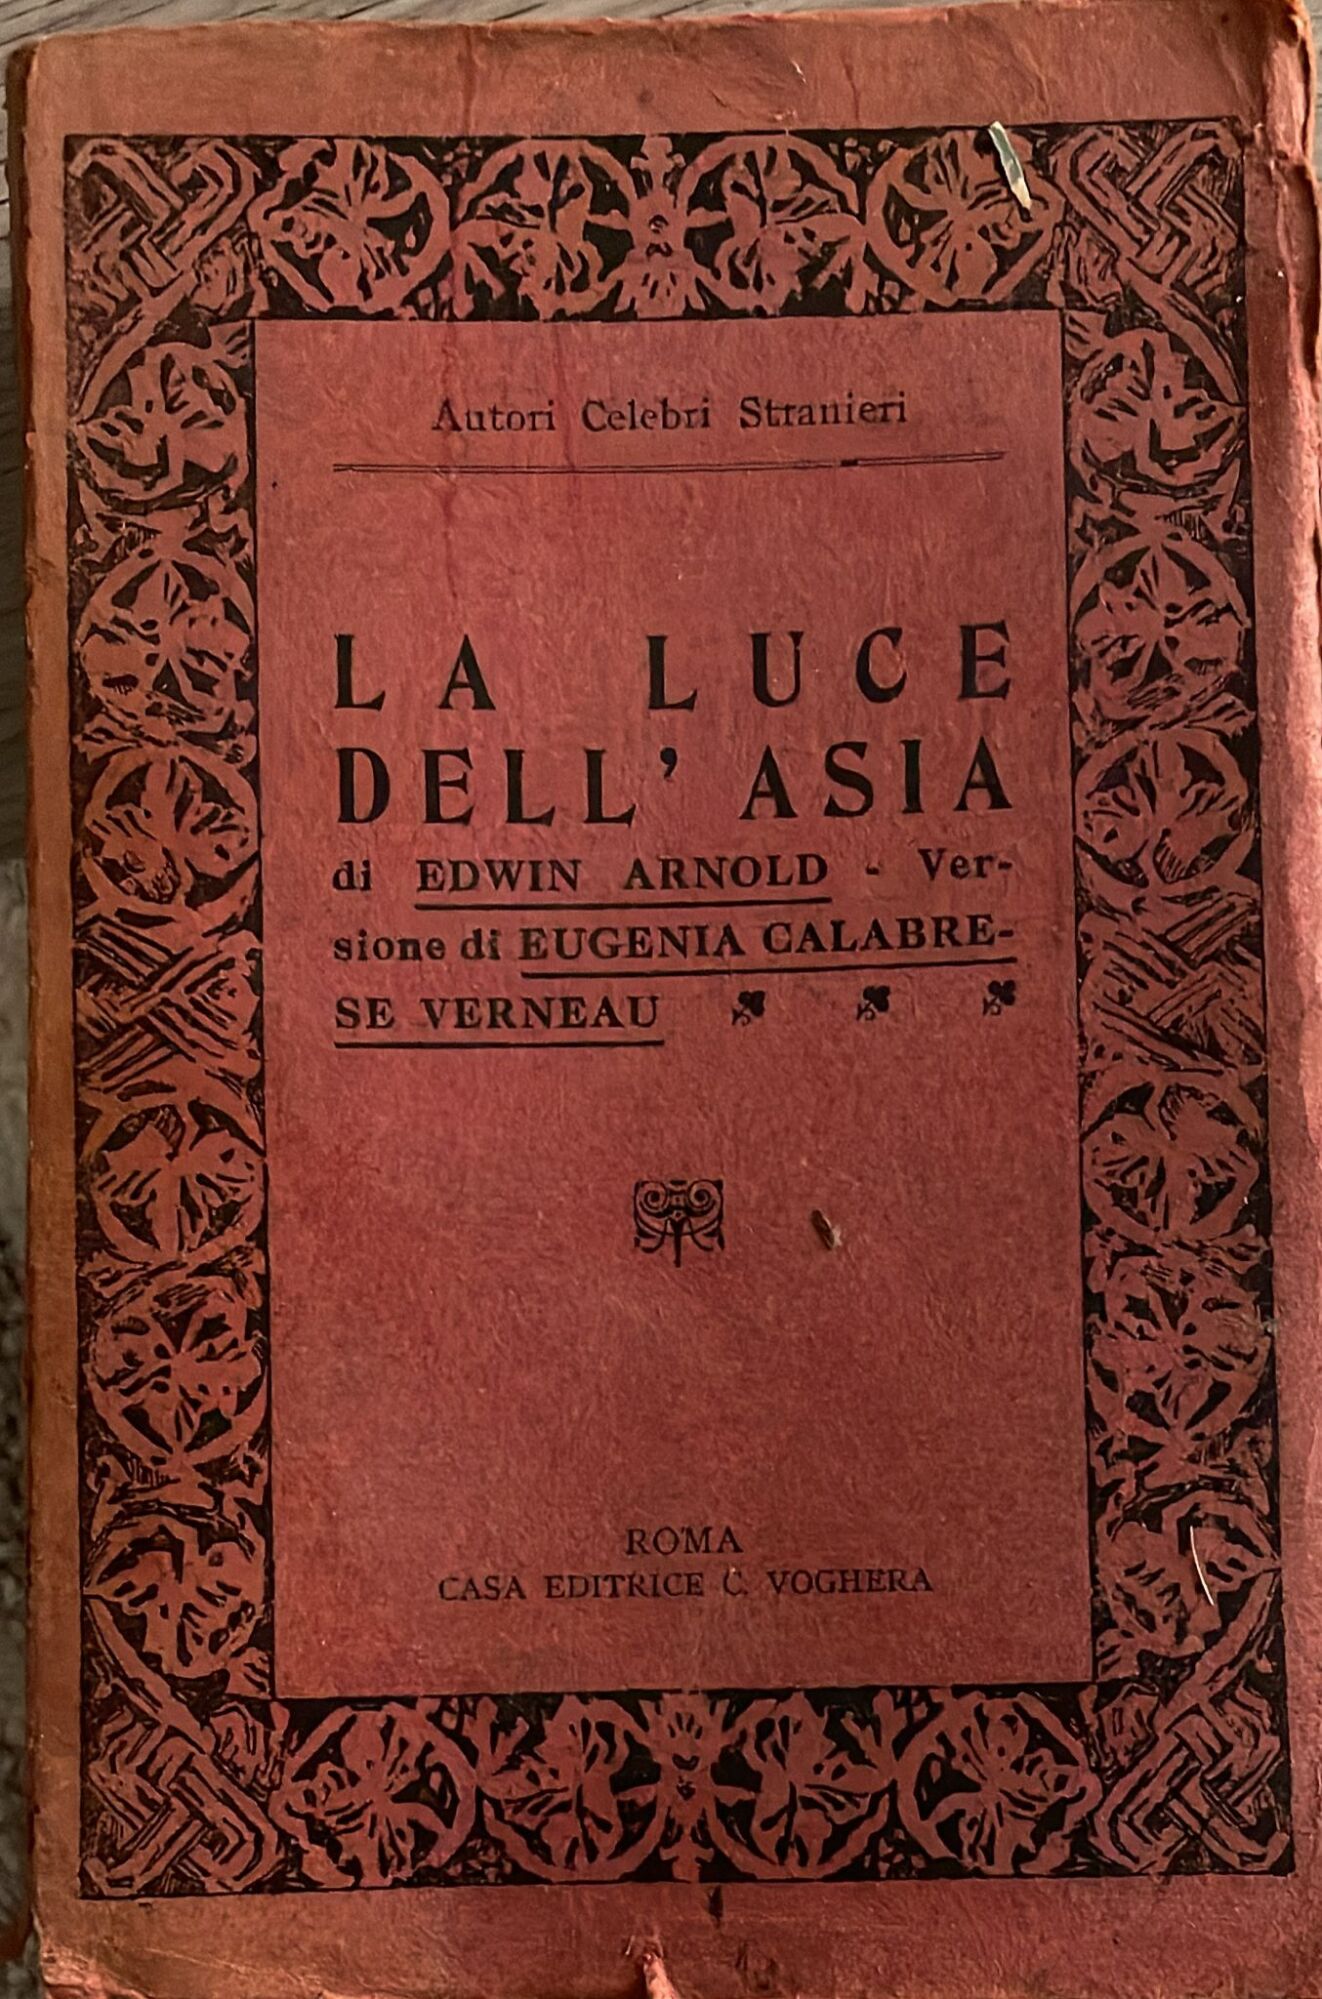 Autori Celebri Stranieri
LA LUCE
DELL' ASIA
di EDWIN ARNOLD - Ver-
sione di EUGENIA CALABRE-
SE VERNEAU
ROMA
CASA EDITRICE C. VOGHERA